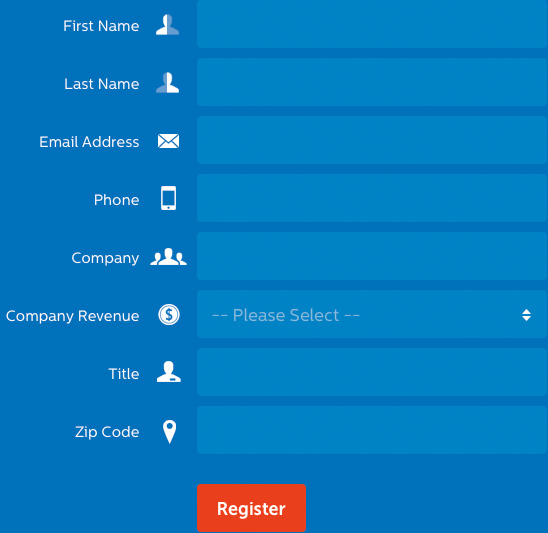 First Name
Last Name
Email Address
Phone
Company
Company Revenue $ -- Please Select --
Title
Zip Code
Register